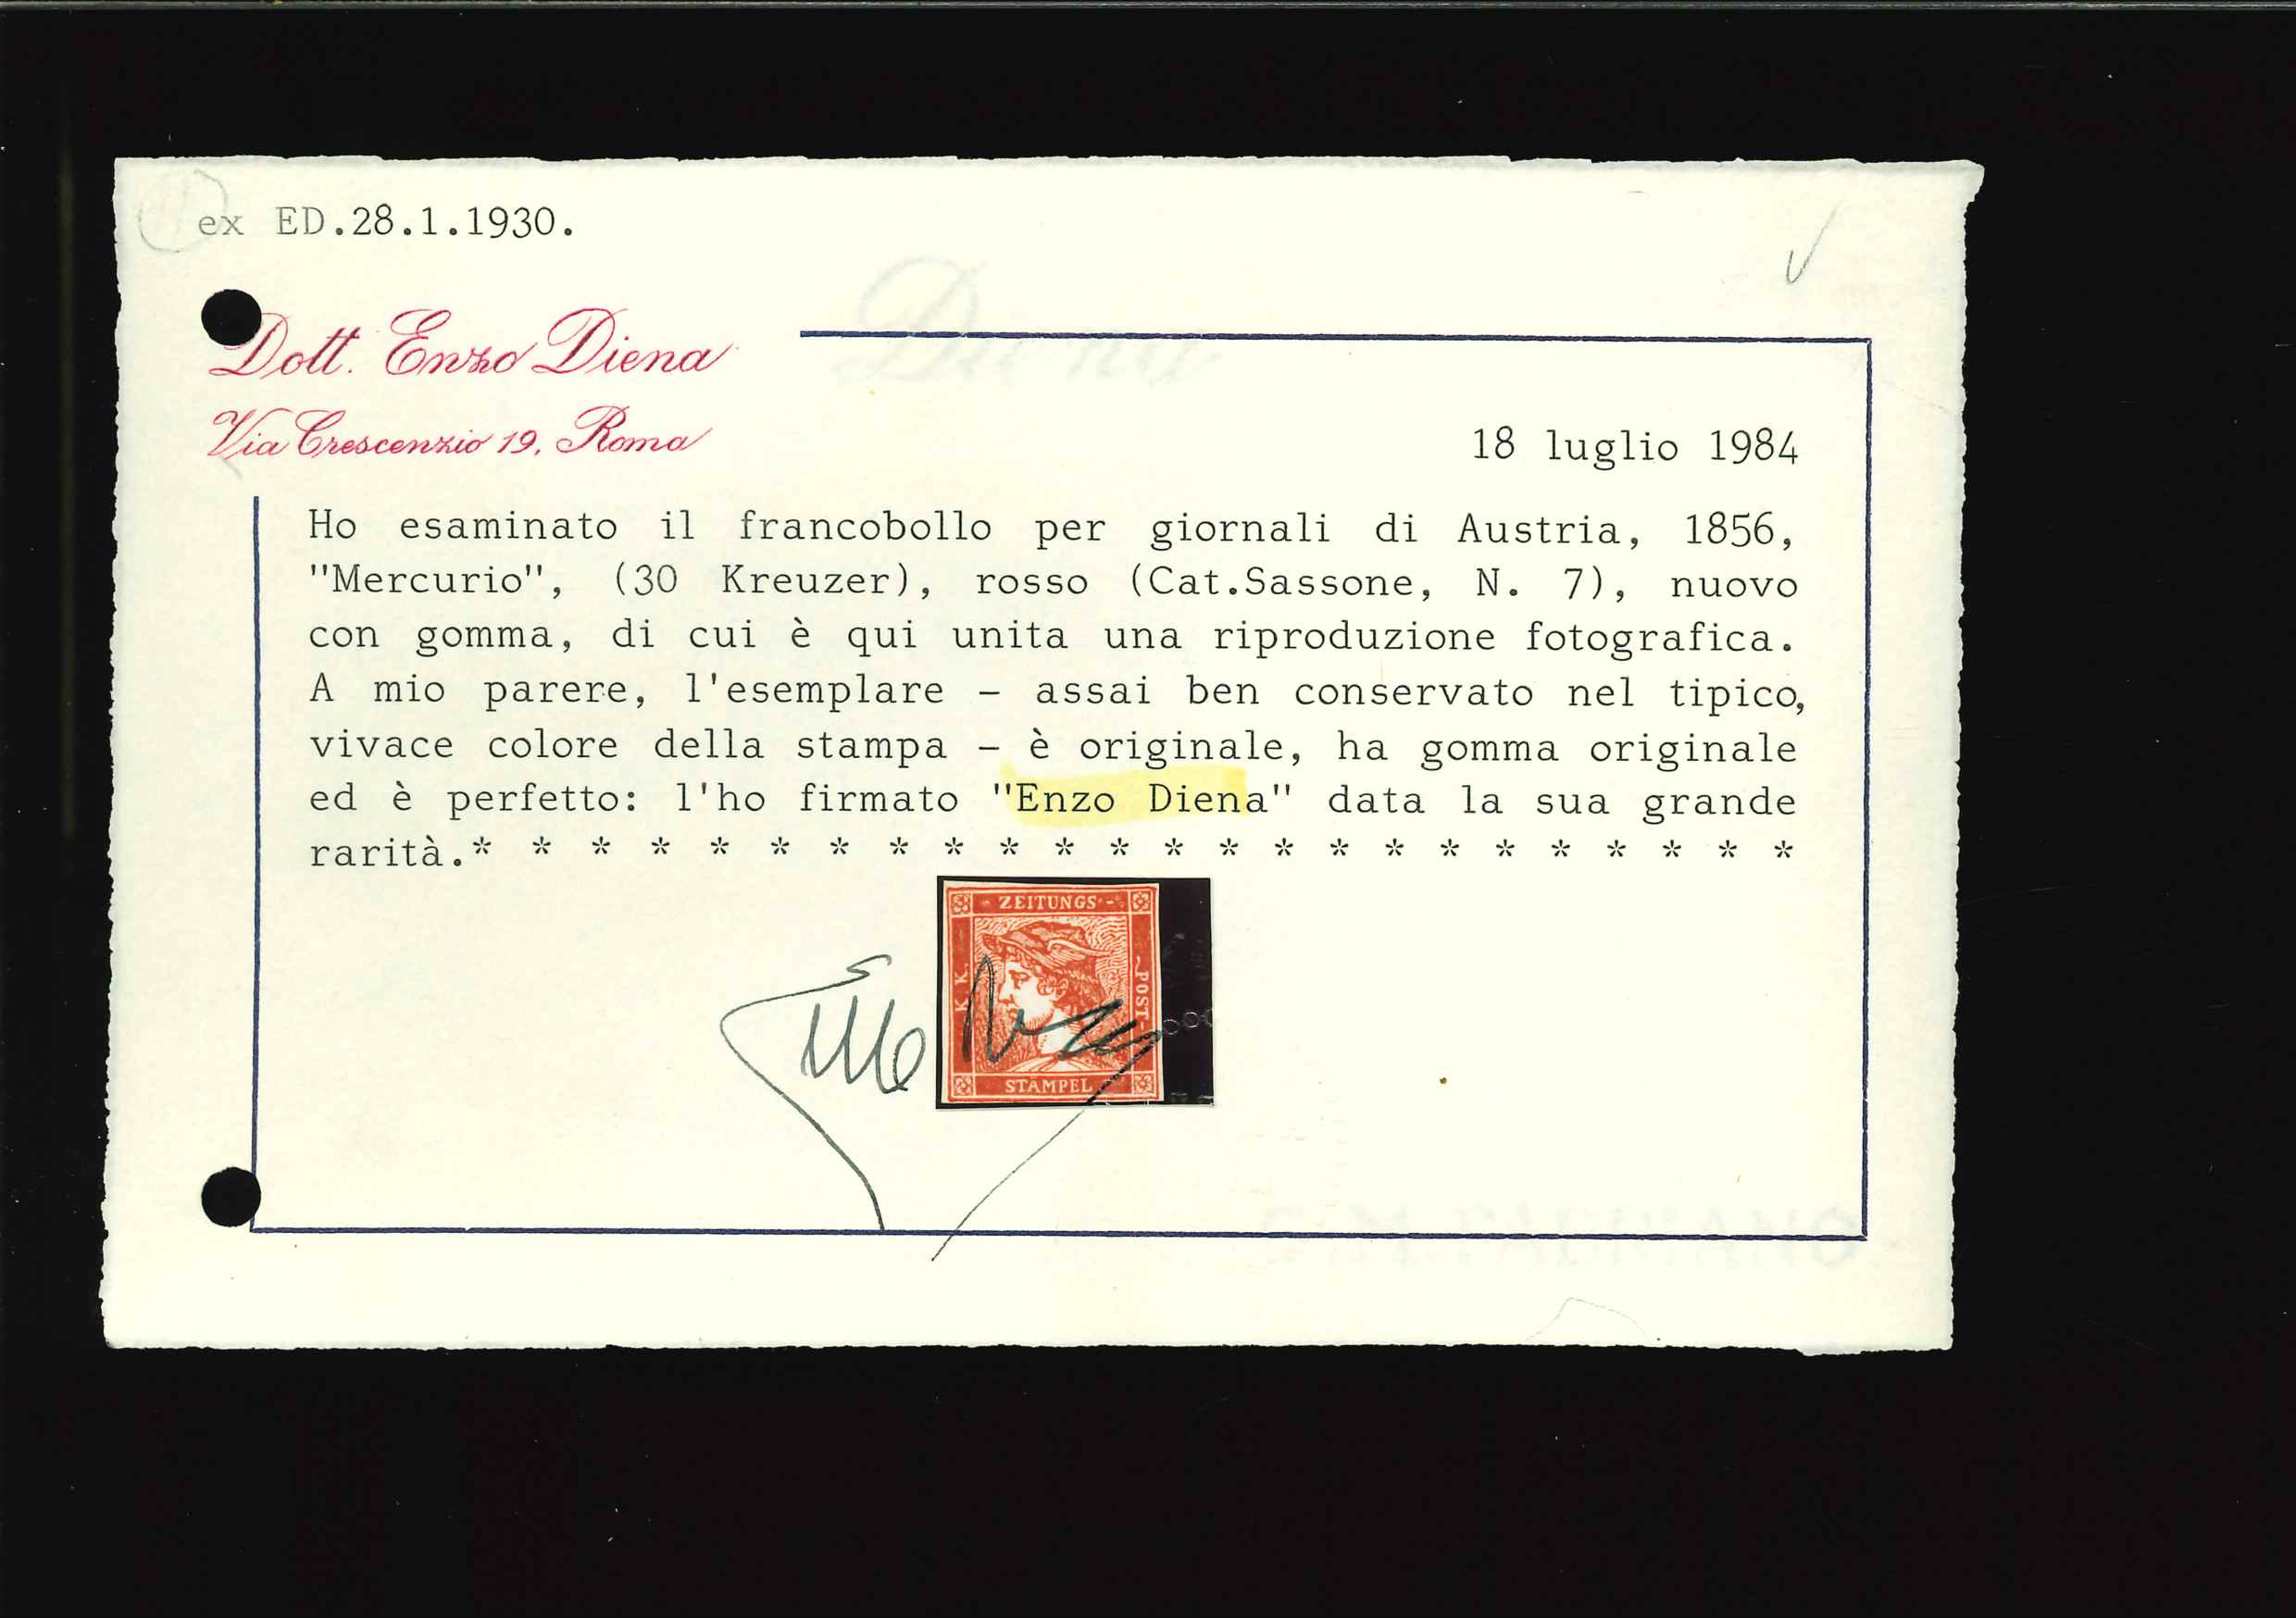 ex ED.28.1.1930.
Dott. Enzo Diena
Via Crescenzio 19, Roma
18 luglio 1984
Ho esaminato il francobollo per giornali di Austria, 1856,
"Mercurio", (30 Kreuzer), rosso (Cat.Sassone, N. 7), nuovo
con gomma, di cui è qui unita una riproduzione fotografica.
A mio parere, l'esemplare - assai ben conservato nel tipico,
vivace colore della stampa - è originale, ha gomma originale
ed è perfetto: l'ho firmato "Enzo Diena" data la sua grande
rarità.* * * * * * * * * * * * * * * * * * * * * * * *
ZEITUNGS
K. K.
POST-
STÄMPEL